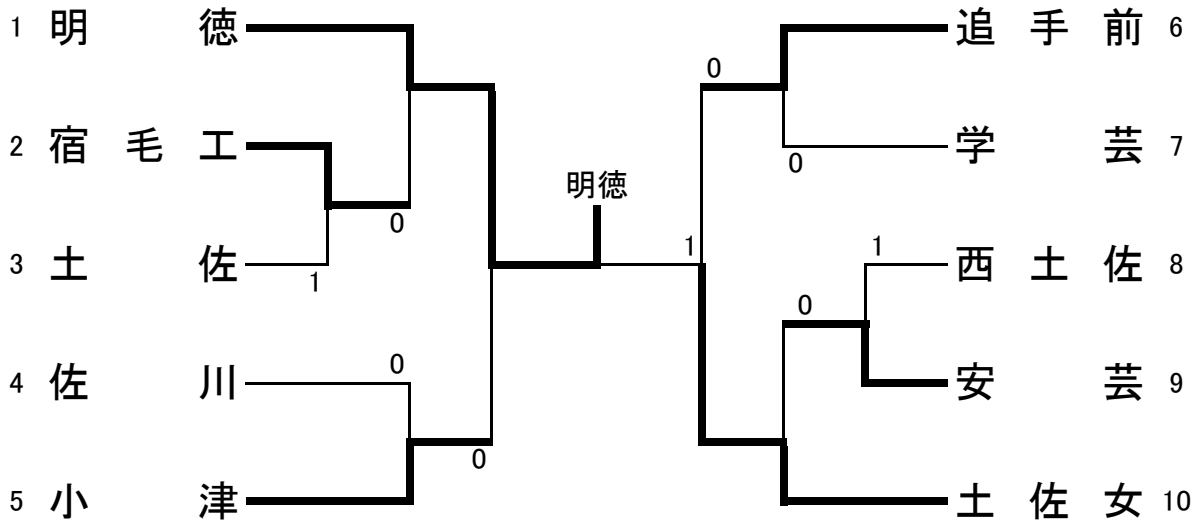 1 明徳
2 宿毛工
3 土佐
4 佐川
5 小津
0
1
0
0
明徳
0
0
1
1
0
追手前 6
学芸 7
西土佐 8
安芸 9
土佐女 10